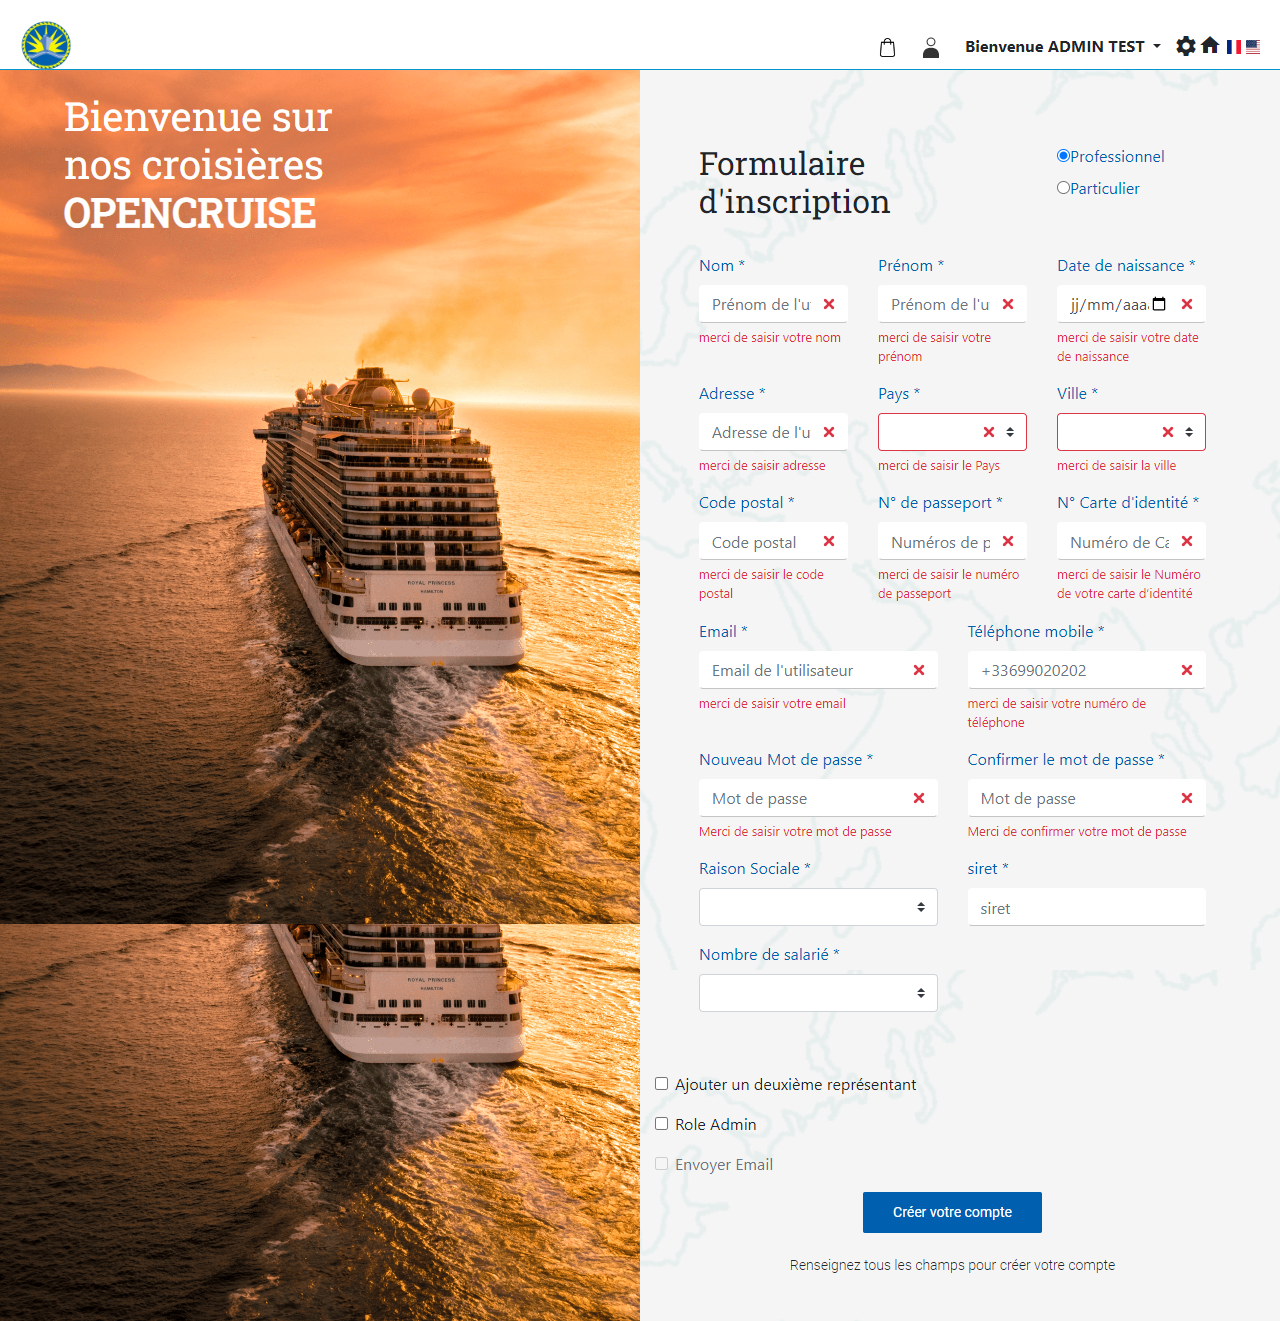 Bienvenue ADMIN TEST
Bienvenue sur
nos croisières
OPENCRUISE
Formulaire
d'inscription
Professionnel
Particulier
Nom *
Prénom *
Date de naissance *
Prénom de l'u
Prénom de l'u
jj/mm/aaaa
merci de saisir votre nom
merci de saisir votre
prénom
merci de saisir votre date
de naissance
Adresse *
Pays *
Ville *
Adresse de l'u
merci de saisir adresse
merci de saisir le Pays
merci de saisir la ville
Code postal *
N° de passeport *
N° Carte d'identité *
Code postal
Numéros de p
Numéro de Ca
merci de saisir le code
postal
merci de saisir le numéro
de passeport
merci de saisir le Numéro
de votre carte d'identité
Email *
Téléphone mobile *
Email de l'utilisateur
+33699020202
merci de saisir votre email
merci de saisir votre numéro de
téléphone
Nouveau Mot de passe *
Confirmer le mot de passe *
Mot de passe
Mot de passe
Merci de saisir votre mot de passe
Merci de confirmer votre mot de passe
Raison Sociale *
siret *
siret
Nombre de salarié *
Ajouter un deuxième représentant
Role Admin
Envoyer Email
Créer votre compte
Renseignez tous les champs pour créer votre compte
ROYAL PRINCESS
HAMILTON
ROYAL PRINCESS
HAMILTON